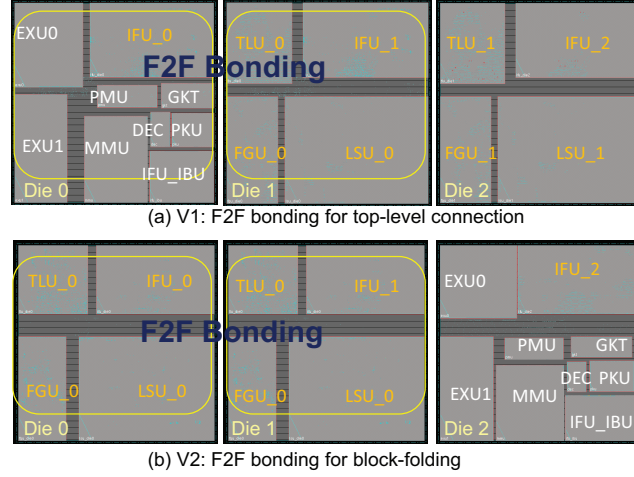 EXU0
IFU_0
TLU_0
IFU_1
TLU_1
IFU_2
F2F Bonding
PMU
GKT
EXU1
MMU
DEC
PKU
FGU_0
LSU_0
FGU_1
LSU_1
IFU_IBU
Die 0
Die 1
Die 2
(a) V1: F2F bonding for top-level connection
TLU_0
IFU_0
TLU_0
IFU_1
EXU0
IFU_2
F2F Bonding
PMU
GKT
FGU_0
LSU_0
FGU_0
LSU_0
EXU1
MMU
DEC
PKU
IFU_IBU
Die 0
Die 1
Die 2
(b) V2: F2F bonding for block-folding